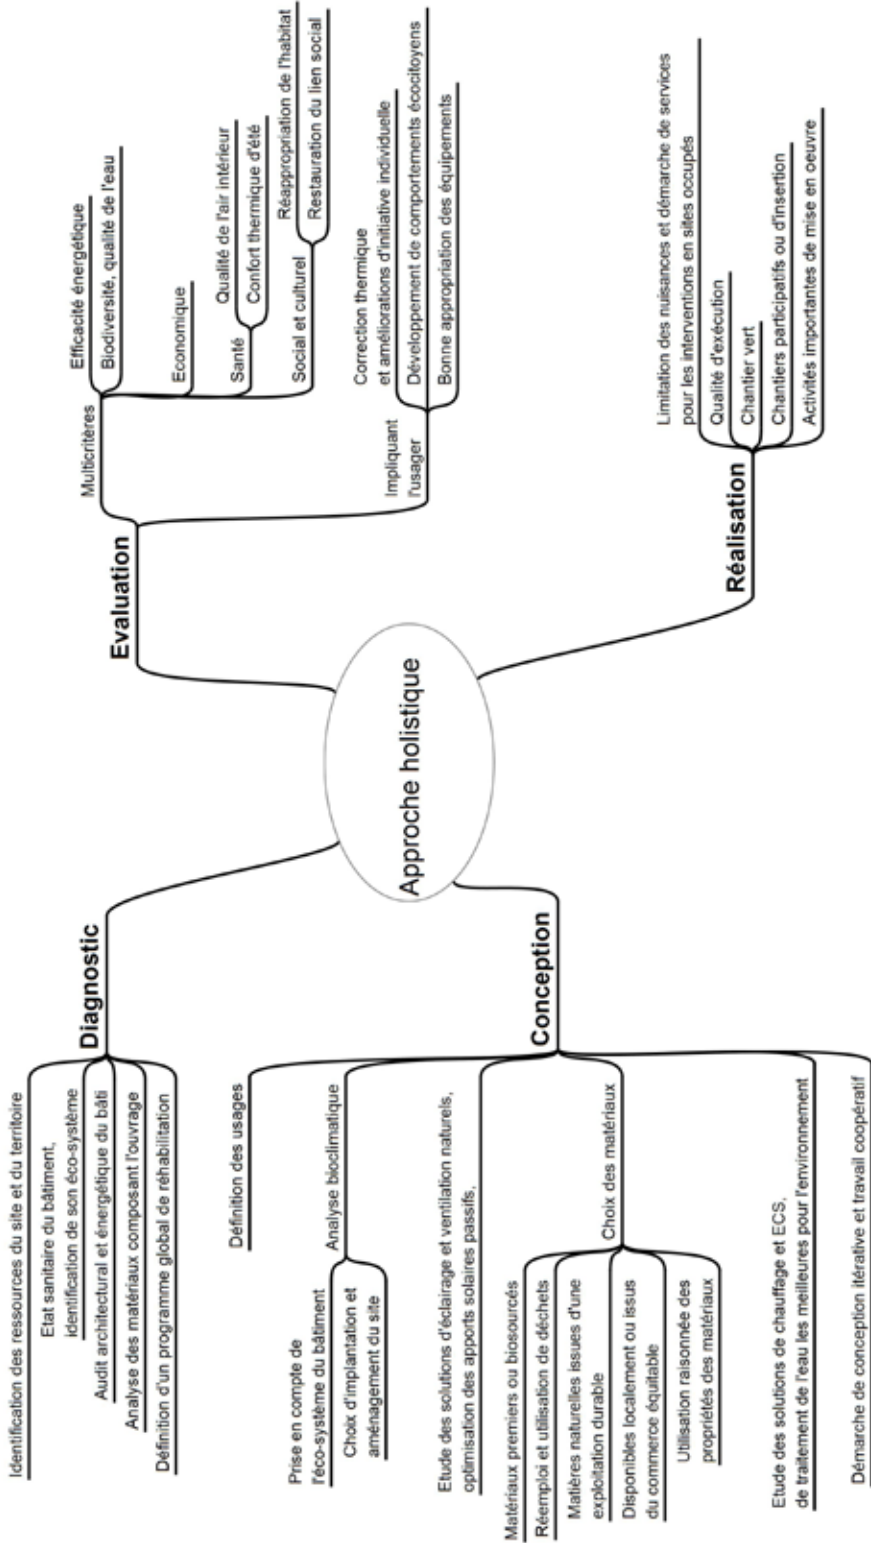 Approche holistique
Diagnostic
Identification des ressources du site et du territoire
Etat sanitaire du bâtiment,
identification de son éco-système
Audit architectural et énergétique du bâti
Analyse des matériaux composant l'ouvrage
Définition d'un programme global de réhabilitation
Conception
Définition des usages
Analyse bioclimatique
Prise en compte de
l'éco-système du bâtiment
Choix d'implantation et
aménagement du site
Etude des solutions d'éclairage et ventilation naturels,
optimisation des apports solaires passifs,
Choix des matériaux
Matériaux premiers ou biosourcés
Réemploi et utilisation de déchets
Matières naturelles issues d'une
exploitation durable
Disponibles localement ou issus
du commerce équitable
Utilisation raisonnée des
propriétés des matériaux
Etude des solutions de chauffage et ECS,
de traitement de l'eau les meilleures pour l'environnement
Démarche de conception itérative et travail coopératif
Evaluation
Multicritères
Efficacité énergétique
Biodiversité, qualité de l'eau
Economique
Santé
Qualité de l'air intérieur
Confort thermique d'été
Social et culturel
Réappropriation de l'habitat
Restauration du lien social
Impliquant
l'usager
Correction thermique
et améliorations d'initiative individuelle
Développement de comportements écocitoyens
Bonne appropriation des équipements
Réalisation
Limitation des nuisances et démarche de services
pour les interventions en sites occupés
Qualité d'exécution
Chantier vert
Chantiers participatifs ou d'insertion
Activités importantes de mise en oeuvre